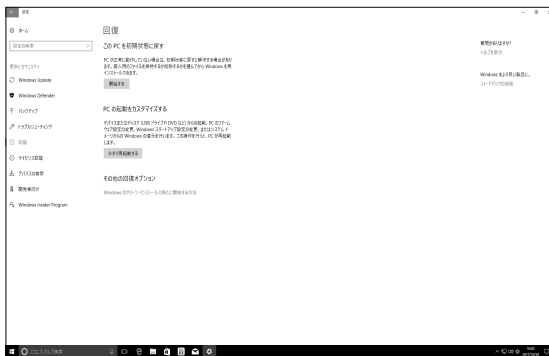 設定
ホーム
設定の検索
更新とセキュリティ
Windows Update
Windows Defender
バックアップ
トラブルシューティング
回復
ライセンス認証
デバイスの検索
開発者向け
Windows Insider Program
回復
この PC を初期状態に戻す
PC が正常に動作していない場合は、初期状態に戻すと解決する場合があり
ます。個人用のファイルを保持するか削除するかを選んでから Windows を再
インストールできます。
開始する
PC の起動をカスタマイズする
デバイスまたはディスク (USB ドライブや DVD など) からの起動、PC のファーム
ウェア設定の変更、Windows スタートアップ設定の変更、またはシステム イ
メージからの Windows の復元を行います。この操作を行うと、PC が再起動
します。
今すぐ再起動する
その他の回復オプション
Windows のクリーン インストールで新たに開始する方法
質問がありますか?
ヘルプを表示
Windows をより良い製品に。
フィードバックの送信
ここに入力して検索